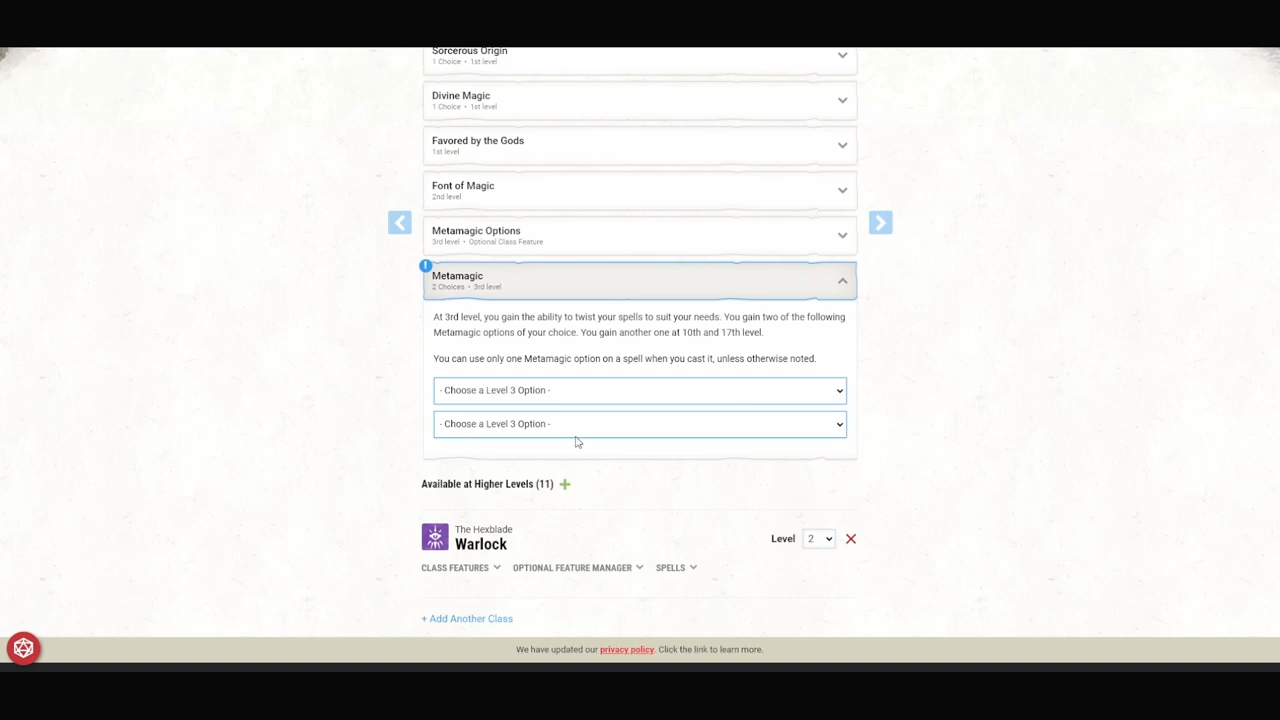 Sorcerous Origin
1 Choice • 1st level
Divine Magic
1 Choice • 1st level
Favored by the Gods
1st level
Font of Magic
2nd level
Metamagic Options
3rd level • Optional Class Feature
!
Metamagic
2 Choices • 3rd level
At 3rd level, you gain the ability to twist your spells to suit your needs. You gain two of the following
Metamagic options of your choice. You gain another one at 10th and 17th level.
You can use only one Metamagic option on a spell when you cast it, unless otherwise noted.
- Choose a Level 3 Option -
- Choose a Level 3 Option -
Available at Higher Levels (11)
The Hexblade
Warlock
Level 2
CLASS FEATURES OPTIONAL FEATURE MANAGER SPELLS
+ Add Another Class
We have updated our privacy policy. Click the link to learn more.